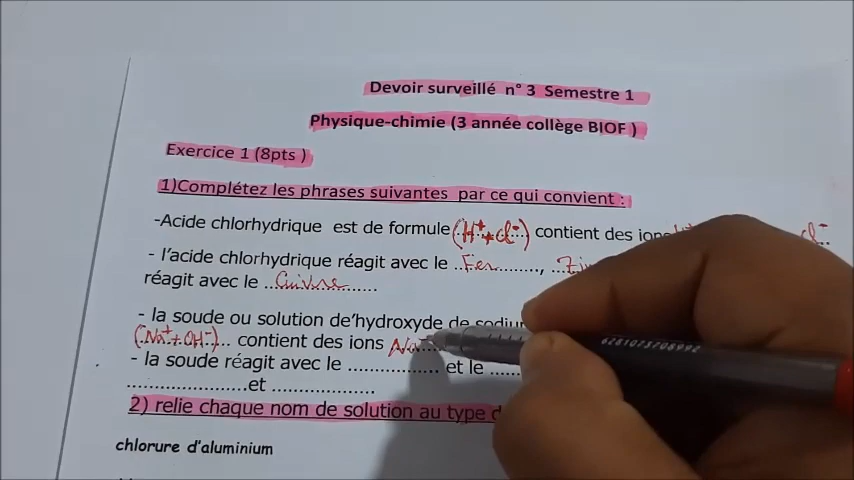 Devoir surveillé n° 3 Semestre 1
Physique-chimie (3 année collège BIOF )
Exercice 1 (8pts )
1)Complétez les phrases suivantes par ce qui convient :
-Acide chlorhydrique est de formule (H⁺+Cl⁻) contient des ions Cl⁻
- l'acide chlorhydrique réagit avec le ..Fer.........,
réagit avec le ..Cuivre.......
- la soude ou solution de'hydroxyde de sodium
(Na⁺+OH⁻)... contient des ions Na⁺
- la soude réagit avec le .................. et le ......
......................et ....................
2) relie chaque nom de solution au type
chlorure d'aluminium
6281073708992